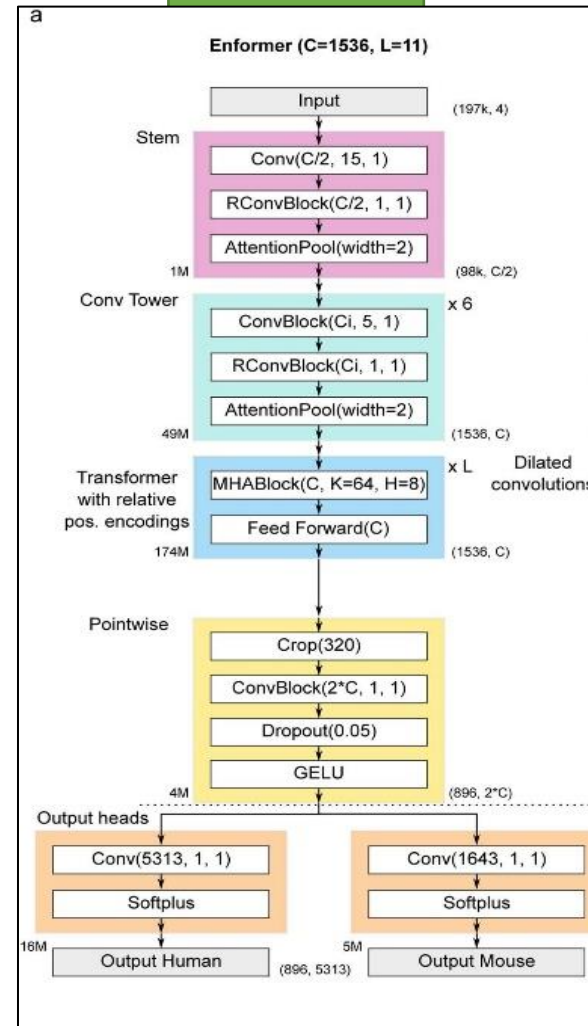 a
Enformer (C=1536, L=11)
Input
(197k, 4)
Stem
Conv(C/2, 15, 1)
RConvBlock(C/2, 1, 1)
AttentionPool(width=2)
1M
(98k, C/2)
Conv Tower
x 6
ConvBlock(Ci, 5, 1)
RConvBlock(Ci, 1, 1)
AttentionPool(width=2)
49M
(1536, C)
Transformer
with relative
pos. encodings
x L
Dilated
convolutions
MHABlock(C, K=64, H=8)
Feed Forward(C)
174M
(1536, C)
Pointwise
Crop(320)
ConvBlock(2*C, 1, 1)
Dropout(0.05)
GELU
4M
(896, 2*C)
Output heads
Conv(5313, 1, 1)
Softplus
16M
Output Human
(896, 5313)
Conv(1643, 1, 1)
Softplus
5M
Output Mouse